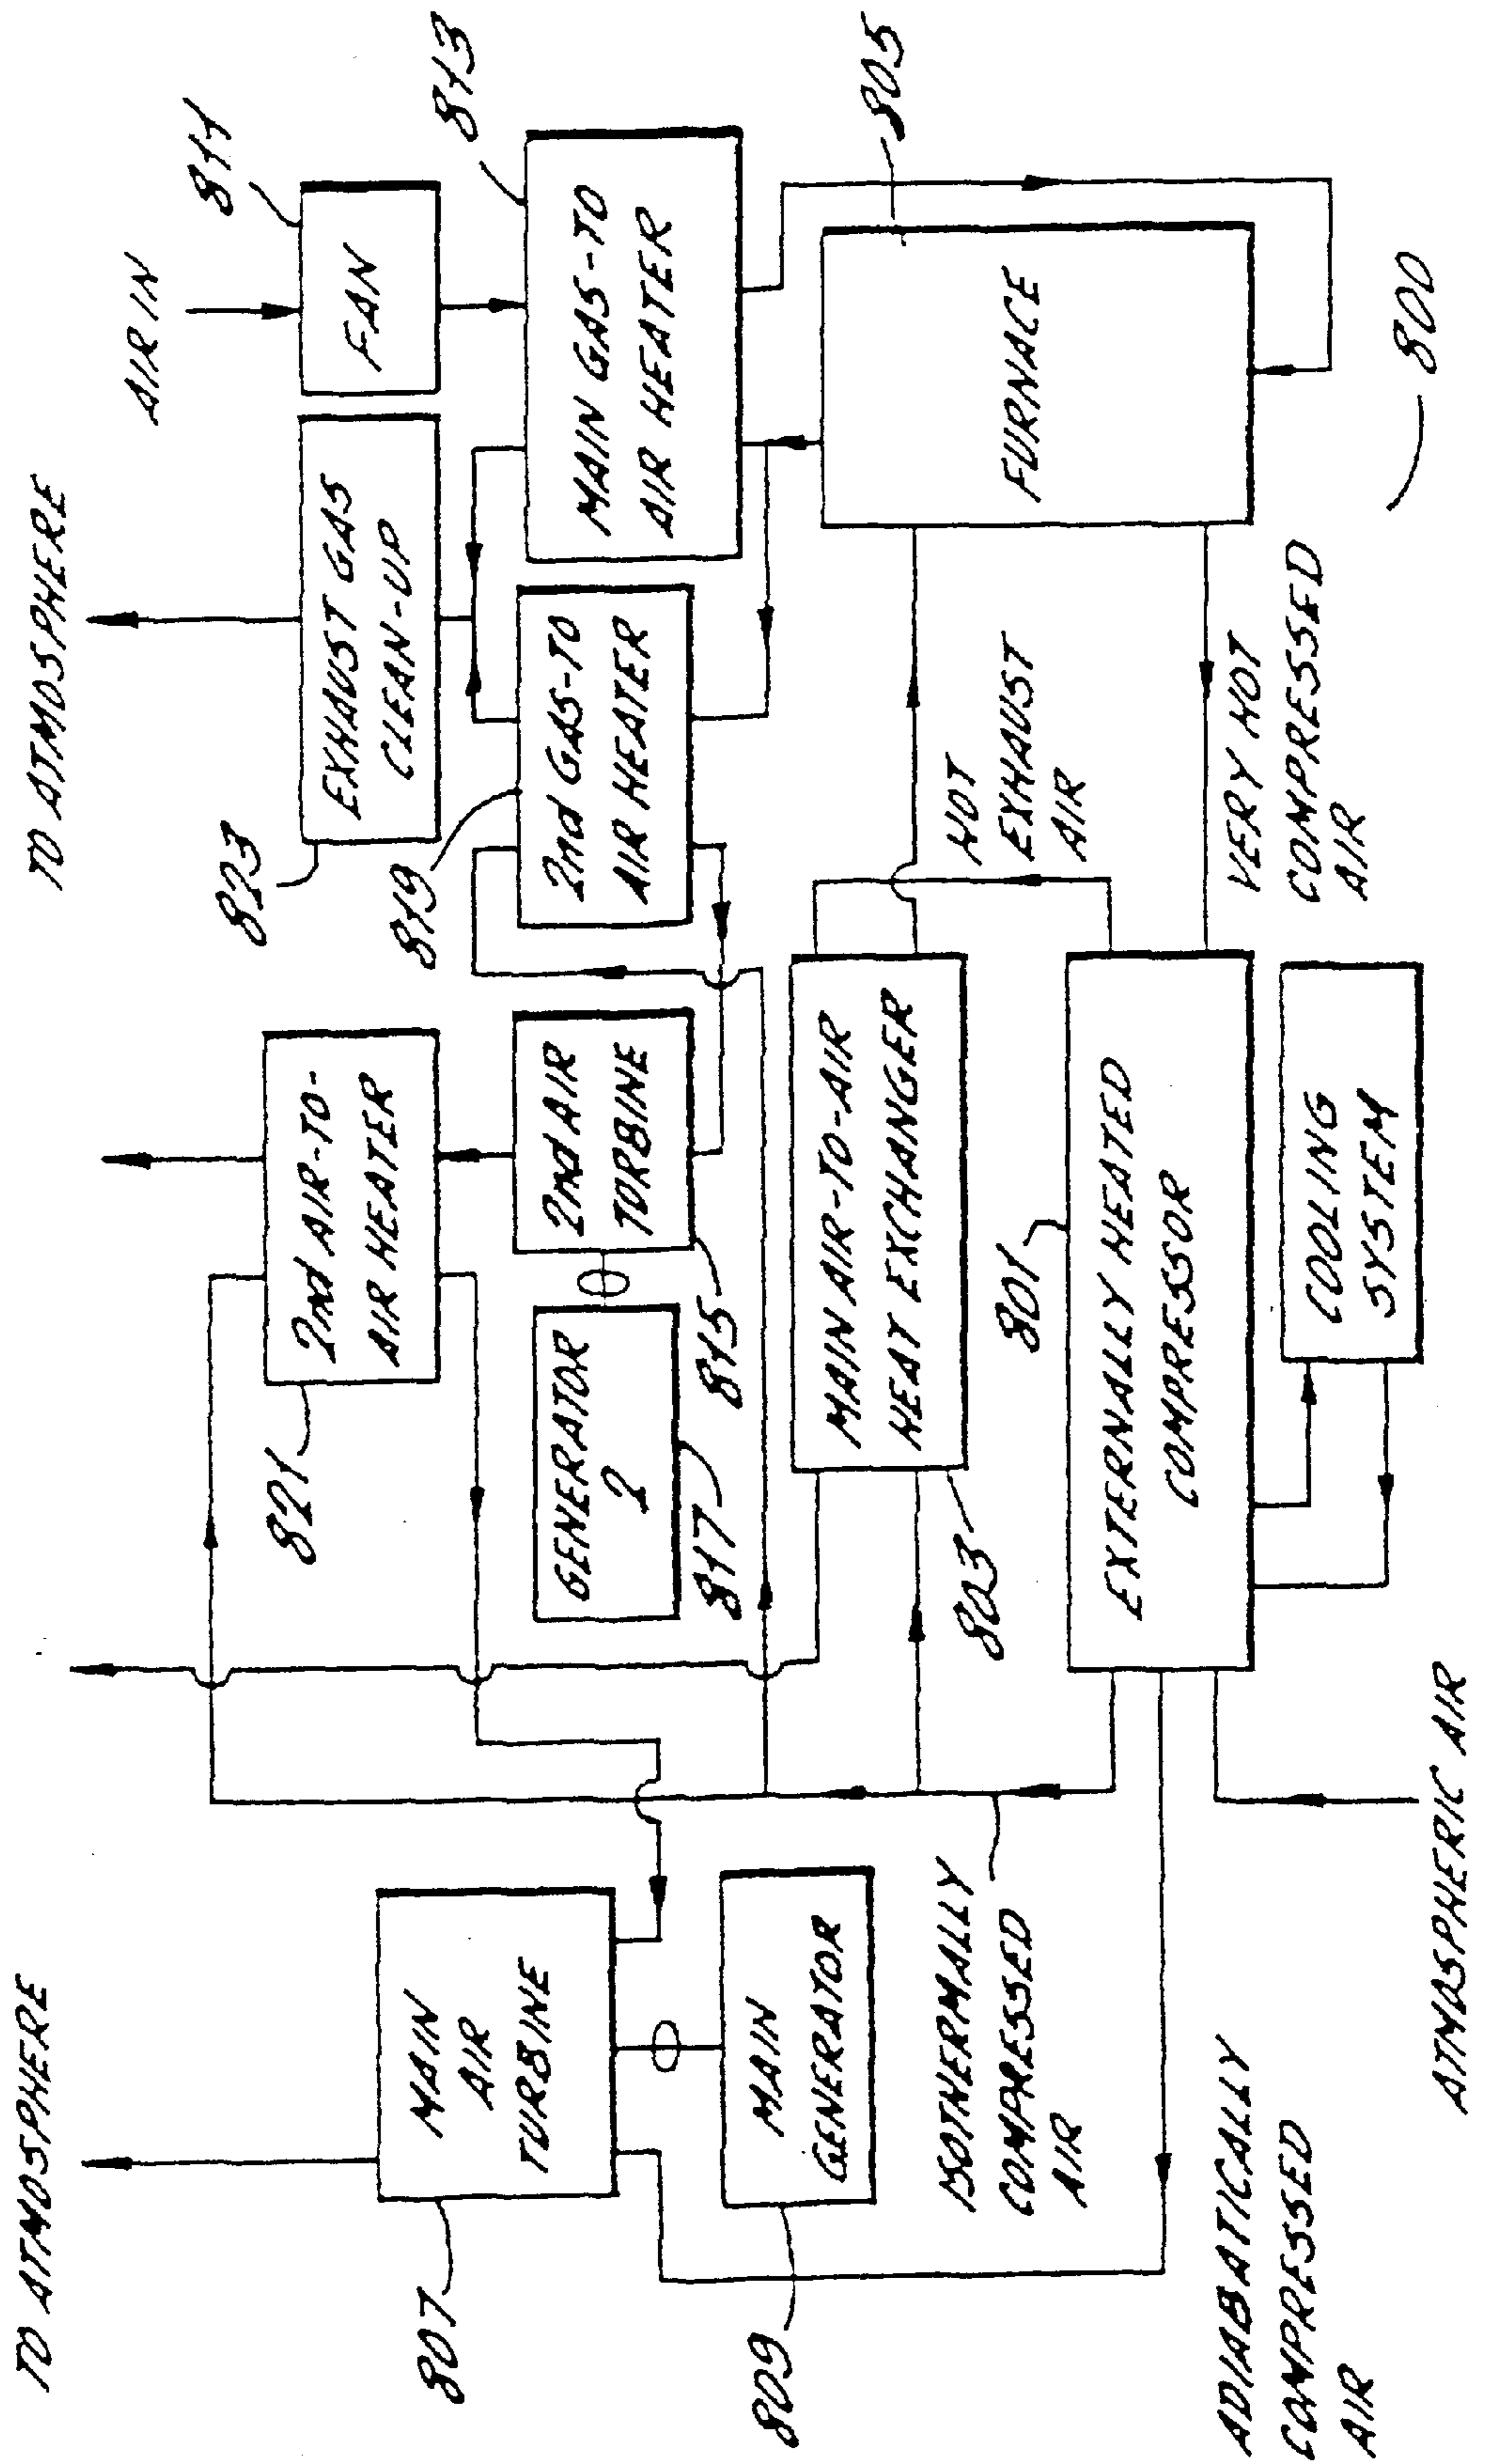 TO ATMOSPHERE
TO ATMOSPHERE
AIR IN
811
FAN
823
EXHAUST GAS
CLEAN-UP
813
MAIN GAS-TO
AIR HEATER
819
2nd GAS-TO
AIR HEATER
821
2nd AIR-TO-
AIR HEATER
2nd AIR
TORBINE
815
GENERATOR
2
817
807
MAIN
AIR
TURBINE
809
MAIN
GENERATOR
805
FURNACE
MAIN AIR-TO-AIR
HEAT EXCHANGER
803
HOT
EXHAUST
AIR
801
EXTERNALLY HEATED
COMPRESSOR
VERY HOT
COMPRESSED
AIR
COOLING
SYSTEM
ISOTHERMALLY
COMPRESSED
AIR
ADIABATICALLY
COMPRESSED
AIR
ATMASPHERIC AIR
800